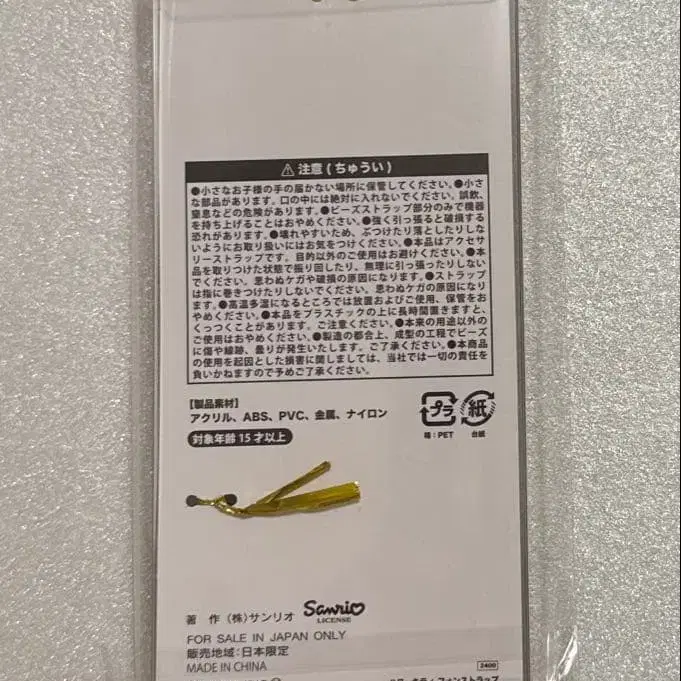 ⚠ 注意(ちゅうい)
●小さなお子様の手の届かない場所に保管してください。●小さ
な部品があります。口の中には絶対に入れないでください。誤飲、
窒息などの危険があります。●ビーズストラップ部分のみで機器
を持ち上げることはおやめください。●強く引っ張ると破損する
恐れがあります。●壊れやすいため、ぶつけたり落としたりしな
いようにお取り扱いにはお気をつけください。●本品はアクセサ
リーストラップです。目的以外のご使用はお避けください。●本
品を取りつけた状態で振り回したり、無理に引っ張ったりしない
でください。思わぬケガや破損の原因になります。●ストラップ
は指に巻きつけたりしないでください。思わぬケガの原因になりま
す。●高温多湿になるところでは放置およびご使用、保管をお
やめください。●本品をプラスチックの上に長時間置きますと、
くっつくことがあります。ご注意ください。●本来の用途以外の
ご使用はおやめください。●製造の都合上、成型の工程でビーズ
に傷や線跡、曇りが発生いたします。ご了承ください。●本商品
の使用を起因とした損害に関しましては、当社では一切の責任を
負いかねますので予めご了承ください。
【製品素材】
アクリル、ABS、PVC、金属、ナイロン
対象年齢15才以上
プラ 紙
袋:PET 台紙
著 作 (株)サンリオ Sanrio LICENSE
FOR SALE IN JAPAN ONLY
販売地域:日本限定
MADE IN CHINA
2400